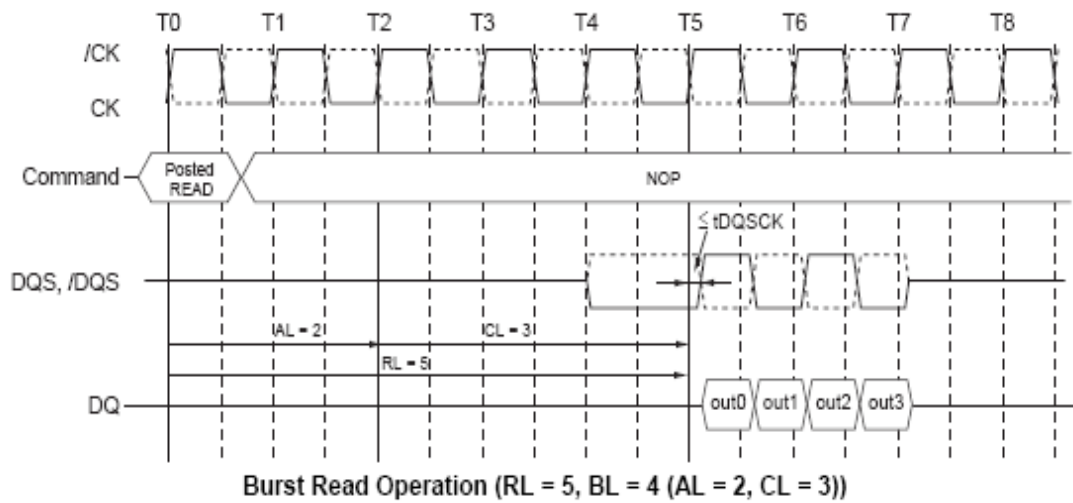 T0 T1 T2 T3 T4 T5 T6 T7 T8
/CK
CK
Command
Posted
READ
NOP
≤ tDQSCK
DQS, /DQS
AL = 2
CL = 3
RL = 5
DQ
out0 out1 out2 out3
Burst Read Operation (RL = 5, BL = 4 (AL = 2, CL = 3))